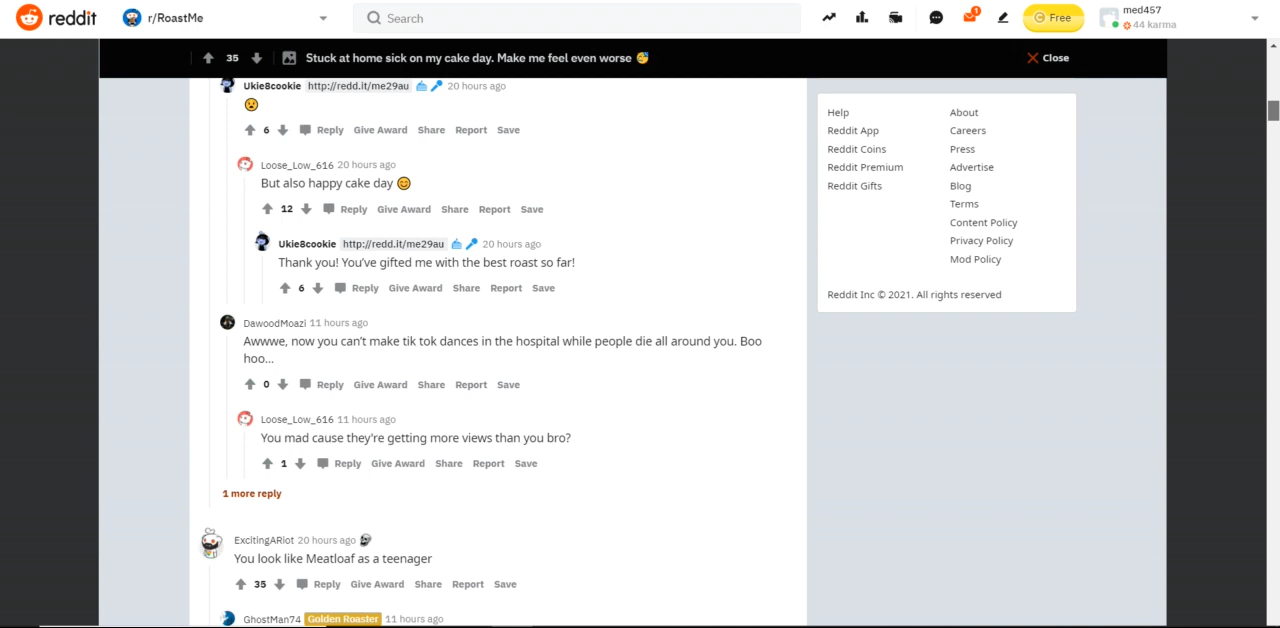 reddit r/RoastMe Search 1 Free med457
44 karma
35 Stuck at home sick on my cake day. Make me feel even worse 😴 Close
Ukie8cookie http://redd.it/me29au 20 hours ago
😮
6 Reply Give Award Share Report Save
Loose_Low_616 20 hours ago
But also happy cake day 😊
12 Reply Give Award Share Report Save
Ukie8cookie http://redd.it/me29au 20 hours ago
Thank you! You've gifted me with the best roast so far!
6 Reply Give Award Share Report Save
DawoodMoazi 11 hours ago
Awwwe, now you can't make tik tok dances in the hospital while people die all around you. Boo
hoo...
0 Reply Give Award Share Report Save
Loose_Low_616 11 hours ago
You mad cause they're getting more views than you bro?
1 Reply Give Award Share Report Save
1 more reply
ExcitingARiot 20 hours ago
You look like Meatloaf as a teenager
35 Reply Give Award Share Report Save
GhostMan74 Golden Roaster 11 hours ago
Help About
Reddit App Careers
Reddit Coins Press
Reddit Premium Advertise
Reddit Gifts Blog
Terms
Content Policy
Privacy Policy
Mod Policy
Reddit Inc © 2021. All rights reserved